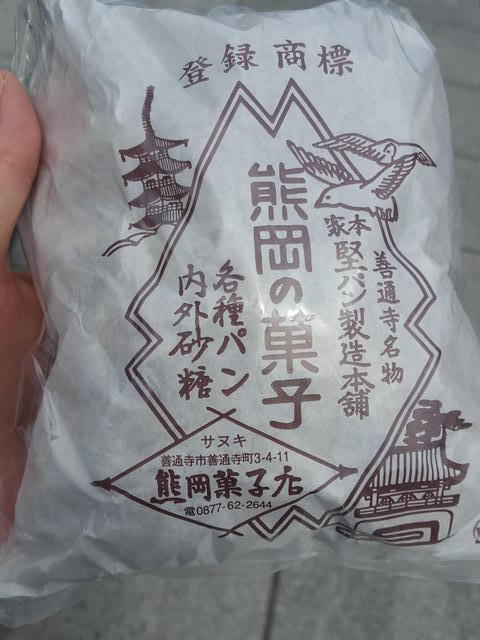 登録商標
善通寺名物
本家
堅パン製造本舗
熊岡の菓子
各種パン
内外砂糖
サヌキ
善通寺市善通寺町3-4-11
熊岡菓子店
電0877-62-2644